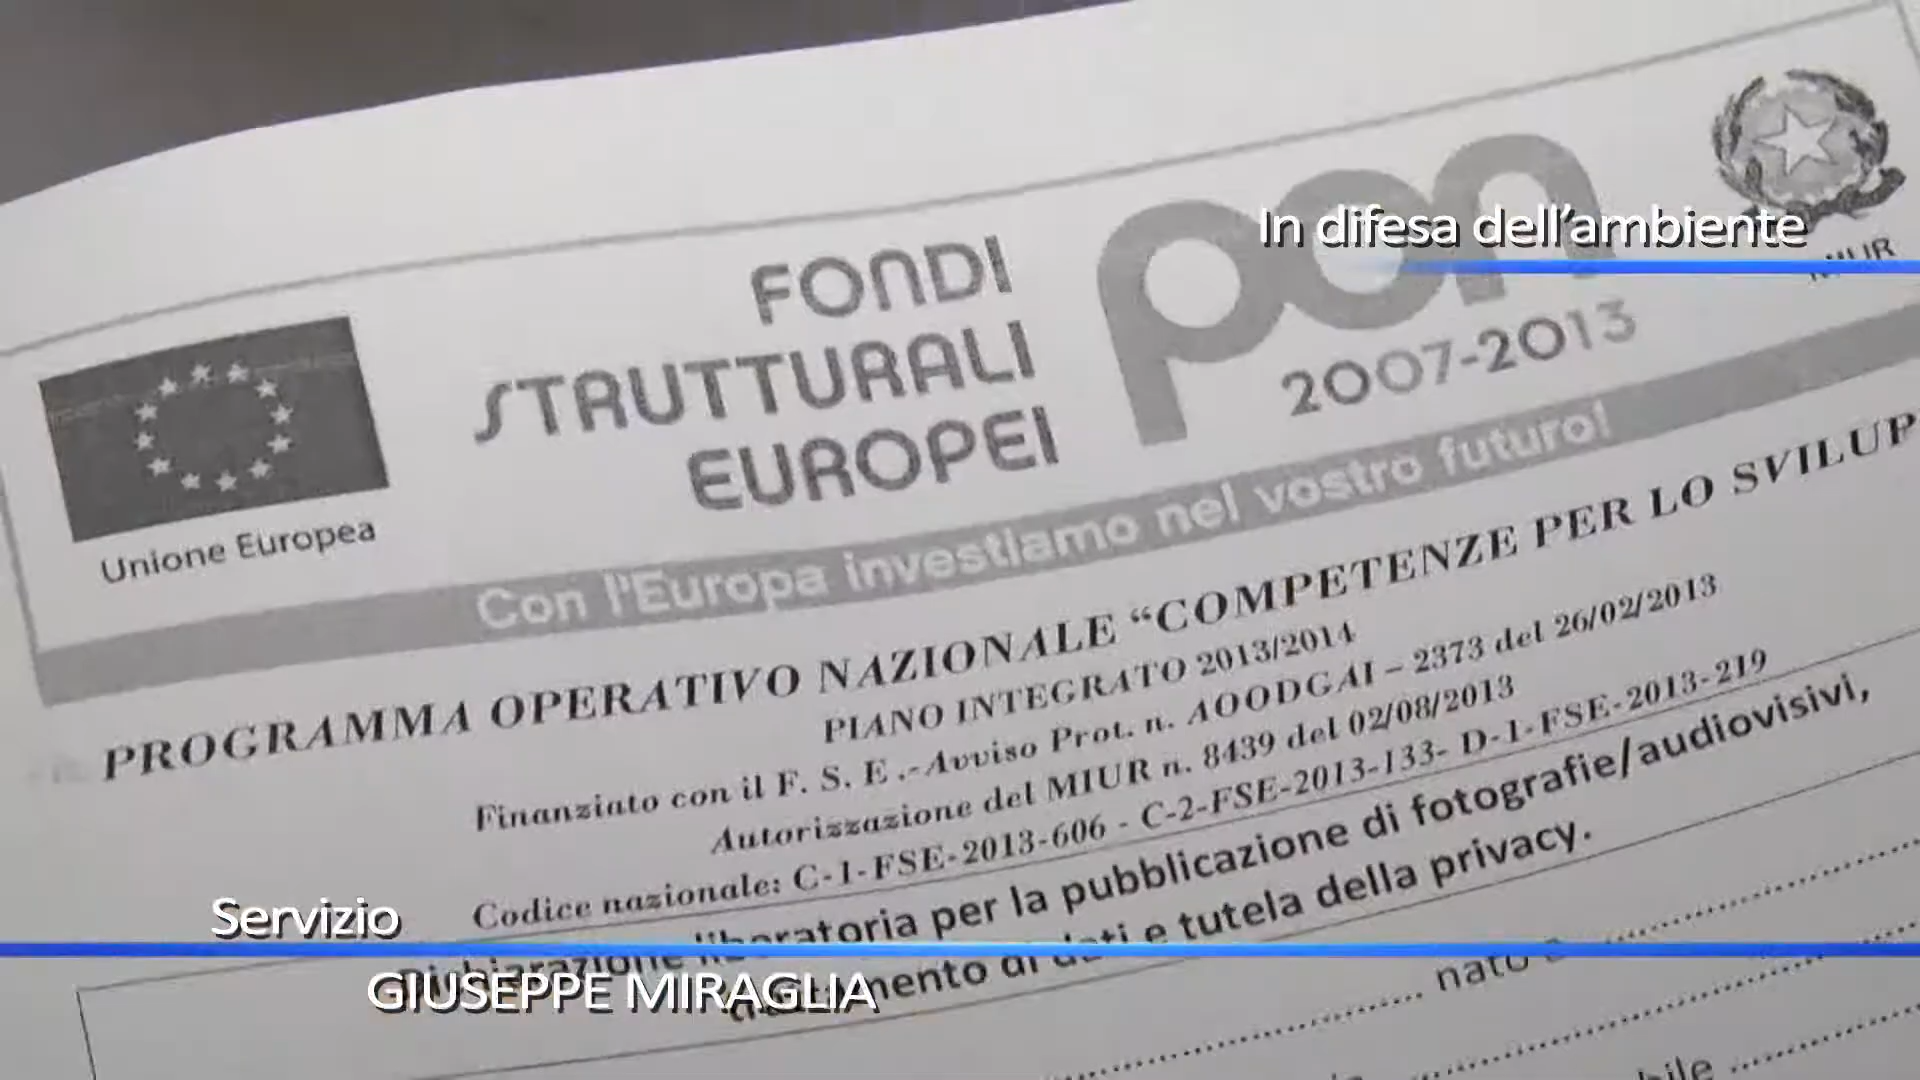 In difesa dell'ambiente
MIUR
FONDI
STRUTTURALI
EUROPEI
pon
2007-2013
Unione Europea
Con l'Europa investiamo nel vostro futuro!
PROGRAMMA OPERATIVO NAZIONALE “COMPETENZE PER LO SVILUP
PIANO INTEGRATO 2013/2014
Finanziato con il F. S. E .-Avviso Prot. n. AOODGAI – 2373 del 26/02/2013
Autorizzazione del MIUR n. 8439 del 02/08/2013
Codice nazionale: C-1-FSE-2013-606 - C-2-FSE-2013-133- D-1-FSE-2013-219
Dichiarazione liberatoria per la pubblicazione di fotografie/audiovisivi,
trattamento di dati e tutela della privacy.
nato
Servizio
GIUSEPPE MIRAGLIA